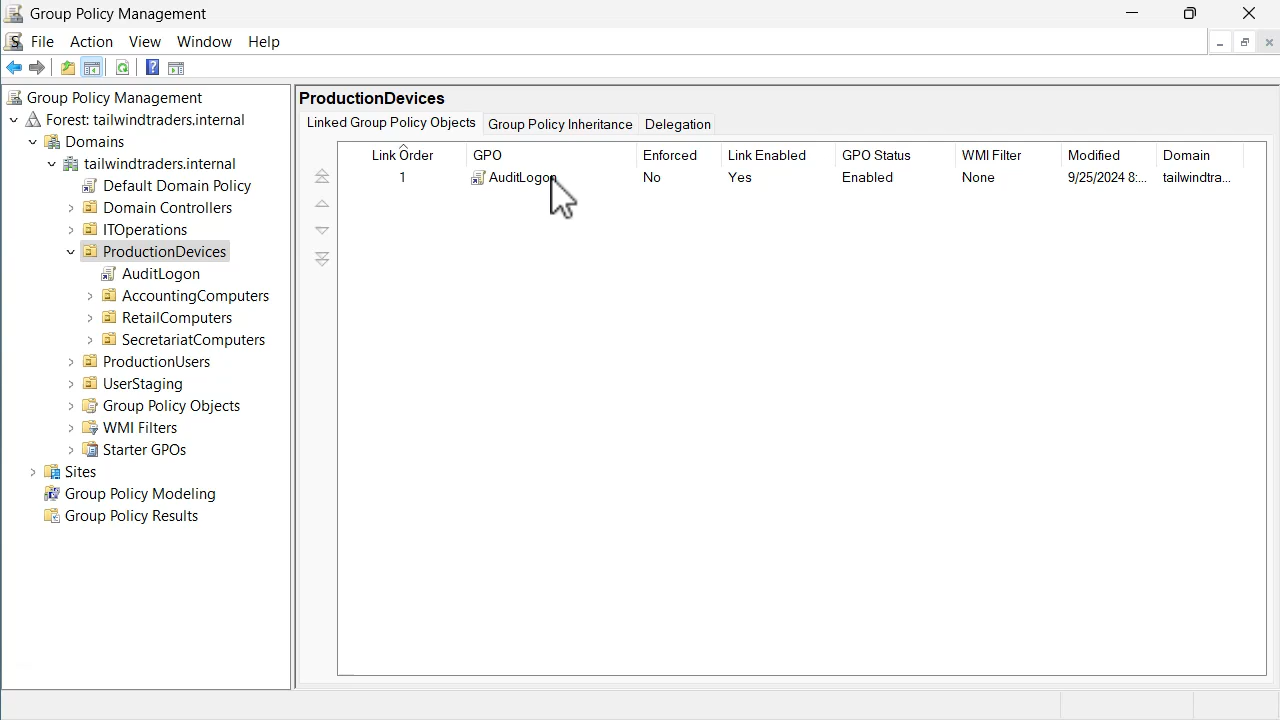 Group Policy Management
File Action View Window Help
Group Policy Management
Forest: tailwindtraders.internal
Domains
tailwindtraders.internal
Default Domain Policy
Domain Controllers
ITOperations
ProductionDevices
AuditLogon
AccountingComputers
RetailComputers
SecretariatComputers
ProductionUsers
UserStaging
Group Policy Objects
WMI Filters
Starter GPOs
Sites
Group Policy Modeling
Group Policy Results
ProductionDevices
Linked Group Policy Objects Group Policy Inheritance Delegation
Link Order GPO Enforced Link Enabled GPO Status WMI Filter Modified Domain
1 AuditLogon No Yes Enabled None 9/25/2024 8:... tailwindtra...